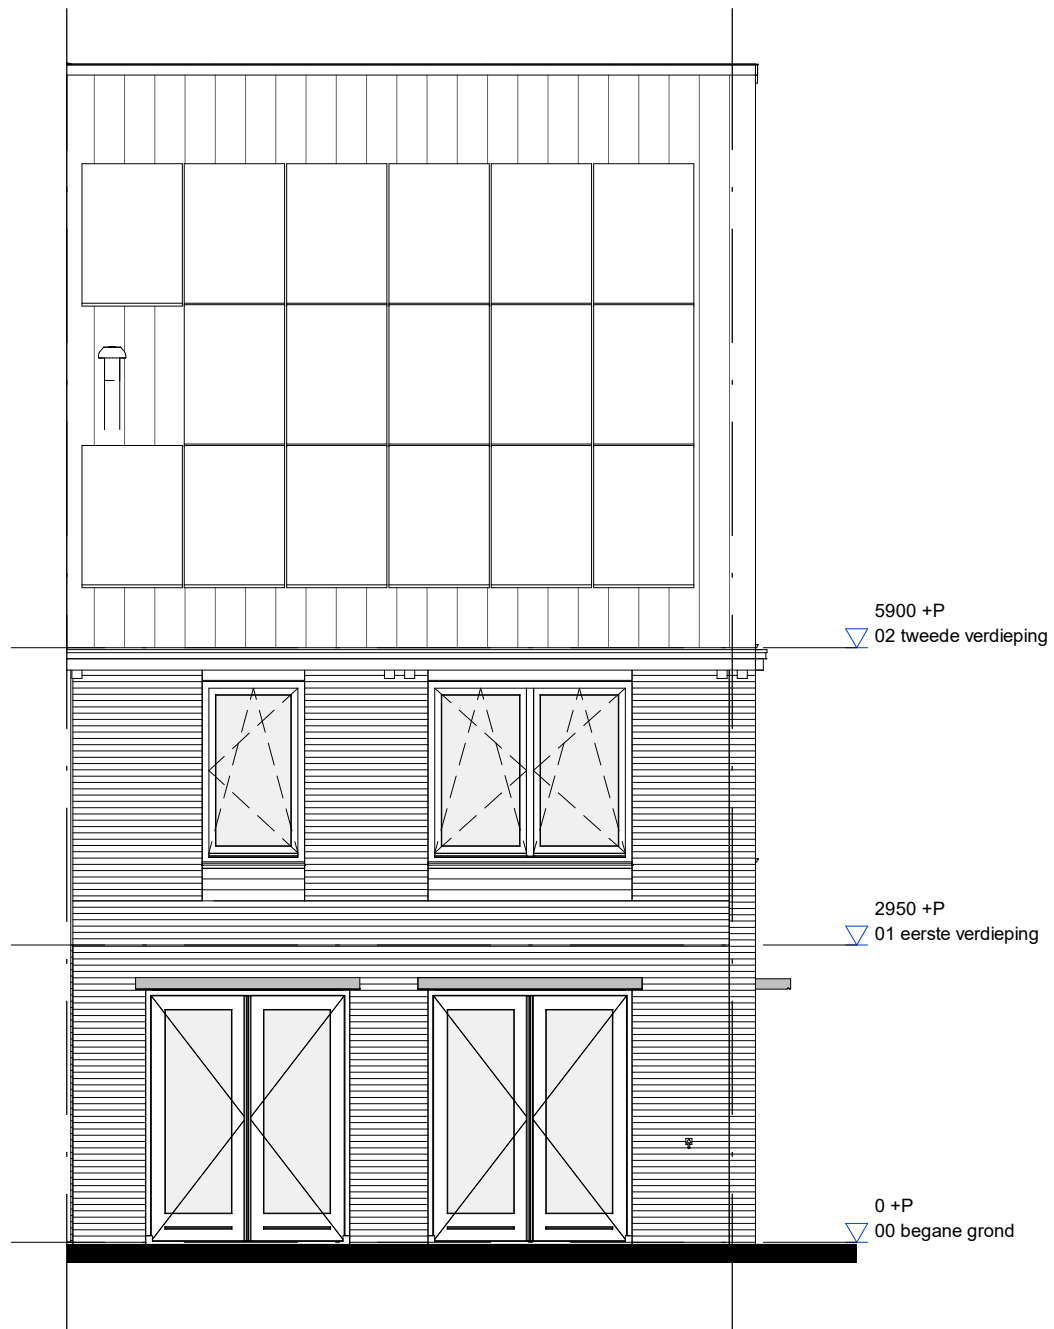 5900 +P
02 tweede verdieping
2950 +P
01 eerste verdieping
0 +P
00 begane grond